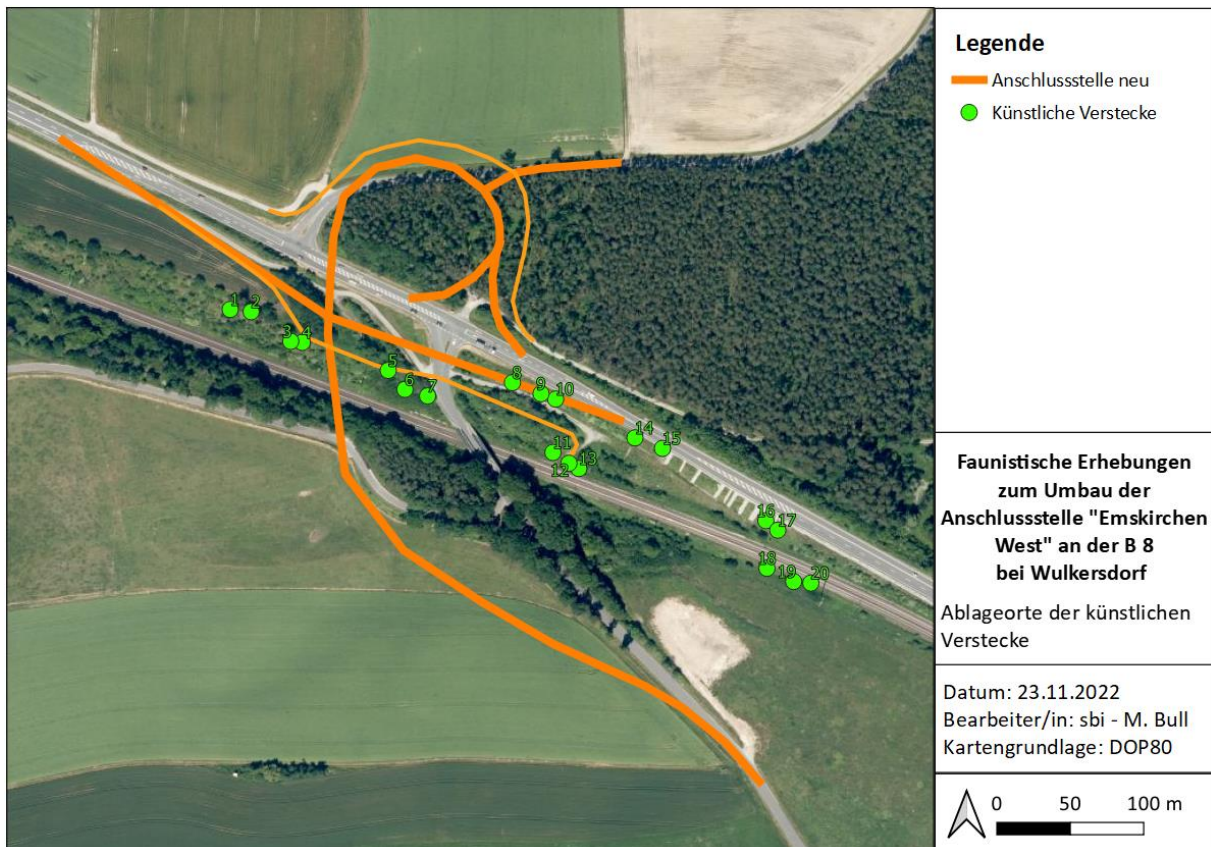 Legende
Anschlussstelle neu
Künstliche Verstecke
1
2
3
4
5
6
7
8
9
10
11
12
13
14
15
16
17
18
19
20
Faunistische Erhebungen
zum Umbau der
Anschlussstelle "Emskirchen
West" an der B 8
bei Wulkersdorf
Ablageorte der künstlichen
Verstecke
Datum: 23.11.2022
Bearbeiter/in: sbi - M. Bull
Kartengrundlage: DOP80
0 50 100 m